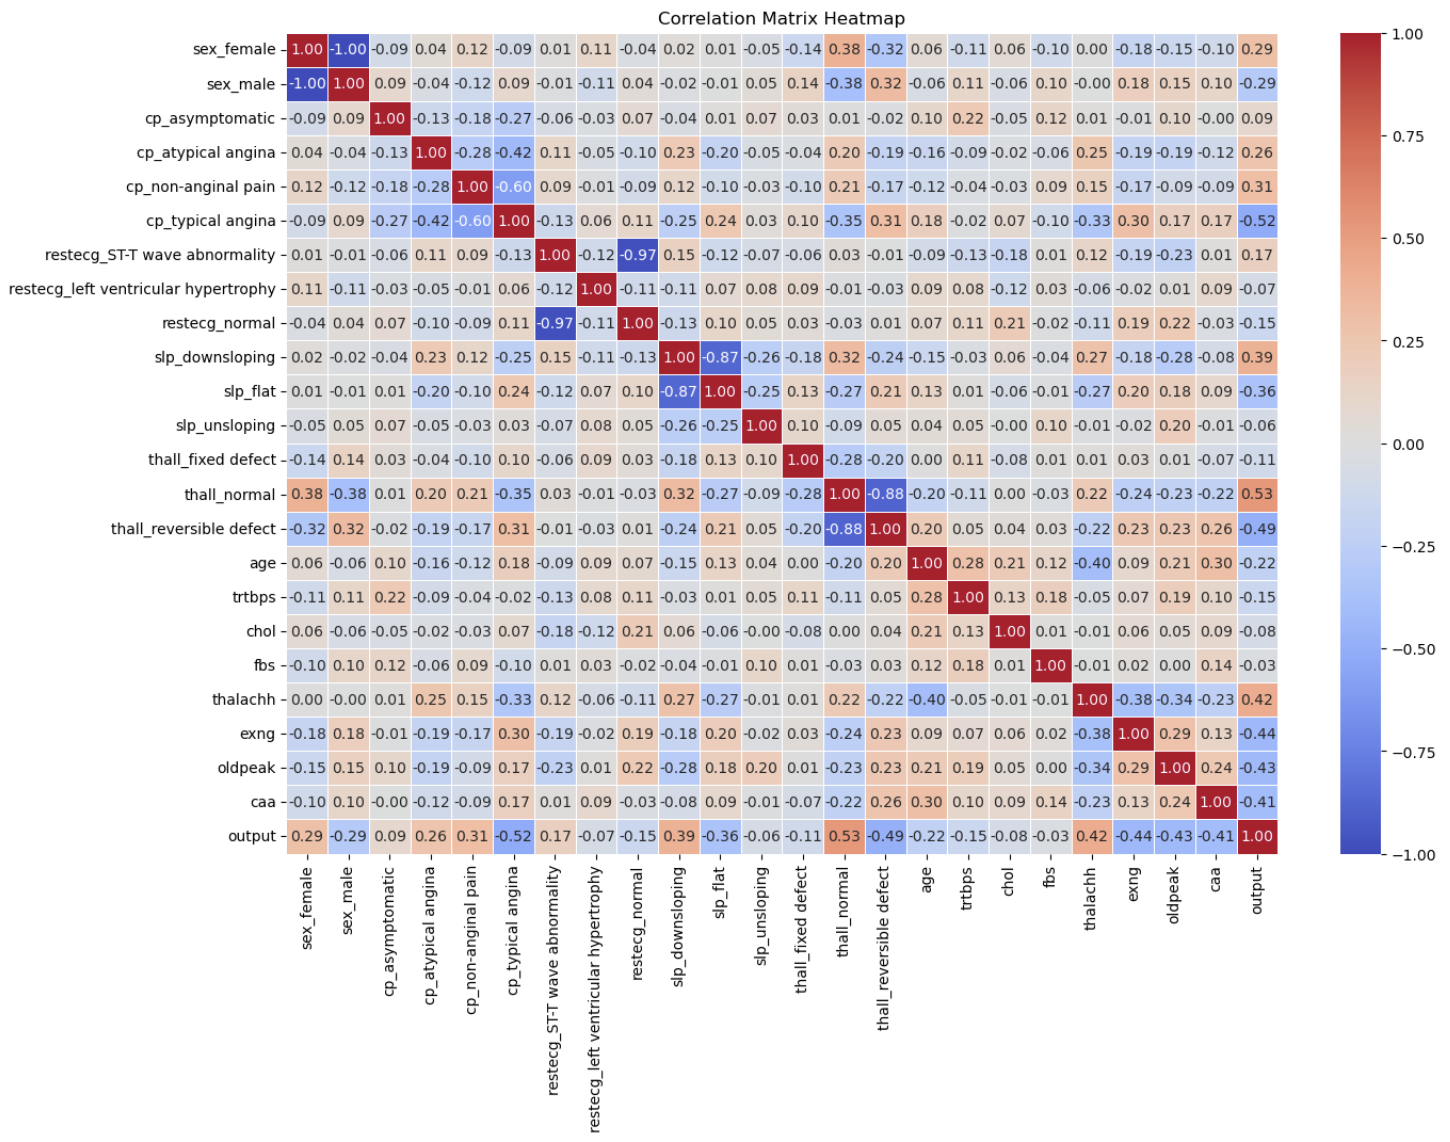 Correlation Matrix Heatmap
sex_female 1.00 -1.00 -0.09 0.04 0.12 -0.09 0.01 0.11 -0.04 0.02 0.01 -0.05 -0.14 0.38 -0.32 0.06 -0.11 0.06 -0.10 0.00 -0.18 -0.15 -0.10 0.29
sex_male -1.00 1.00 0.09 -0.04 -0.12 0.09 -0.01 -0.11 0.04 -0.02 -0.01 0.05 0.14 -0.38 0.32 -0.06 0.11 -0.06 0.10 -0.00 0.18 0.15 0.10 -0.29
cp_asymptomatic -0.09 0.09 1.00 -0.13 -0.18 -0.27 -0.06 -0.03 0.07 -0.04 0.01 0.07 0.03 0.01 -0.02 0.10 0.22 -0.05 0.12 0.01 -0.01 0.10 -0.00 0.09
cp_atypical angina 0.04 -0.04 -0.13 1.00 -0.28 -0.42 0.11 -0.05 -0.10 0.23 -0.20 -0.05 -0.04 0.20 -0.19 -0.16 -0.09 -0.02 -0.06 0.25 -0.19 -0.19 -0.12 0.26
cp_non-anginal pain 0.12 -0.12 -0.18 -0.28 1.00 -0.60 0.09 -0.01 -0.09 0.12 -0.10 -0.03 -0.10 0.21 -0.17 -0.12 -0.04 -0.03 0.09 0.15 -0.17 -0.09 -0.09 0.31
cp_typical angina -0.09 0.09 -0.27 -0.42 -0.60 1.00 -0.13 0.06 0.11 -0.25 0.24 0.03 0.10 -0.35 0.31 0.18 -0.02 0.07 -0.10 -0.33 0.30 0.17 0.17 -0.52
restecg_ST-T wave abnormality 0.01 -0.01 -0.06 0.11 0.09 -0.13 1.00 -0.12 -0.97 0.15 -0.12 -0.07 -0.06 0.03 -0.01 -0.09 -0.13 -0.18 0.01 0.12 -0.19 -0.23 0.01 0.17
restecg_left ventricular hypertrophy 0.11 -0.11 -0.03 -0.05 -0.01 0.06 -0.12 1.00 -0.11 -0.11 0.07 0.08 0.09 -0.01 -0.03 0.09 0.08 -0.12 0.03 -0.06 -0.02 0.01 0.09 -0.07
restecg_normal -0.04 0.04 0.07 -0.10 -0.09 0.11 -0.97 -0.11 1.00 -0.13 0.10 0.05 0.03 -0.03 0.01 0.07 0.11 0.21 -0.02 -0.11 0.19 0.22 -0.03 -0.15
slp_downsloping 0.02 -0.02 -0.04 0.23 0.12 -0.25 0.15 -0.11 -0.13 1.00 -0.87 -0.26 -0.18 0.32 -0.24 -0.15 -0.03 0.06 -0.04 0.27 -0.18 -0.28 -0.08 0.39
slp_flat 0.01 -0.01 0.01 -0.20 -0.10 0.24 -0.12 0.07 0.10 -0.87 1.00 -0.25 0.13 -0.27 0.21 0.13 0.01 -0.06 -0.01 -0.27 0.20 0.18 0.09 -0.36
slp_unsloping -0.05 0.05 0.07 -0.05 -0.03 0.03 -0.07 0.08 0.05 -0.26 -0.25 1.00 0.10 -0.09 0.05 0.04 0.05 -0.00 0.10 -0.01 -0.02 0.20 -0.01 -0.06
thall_fixed defect -0.14 0.14 0.03 -0.04 -0.10 0.10 -0.06 0.09 0.03 -0.18 0.13 0.10 1.00 -0.28 -0.20 0.00 0.11 -0.08 0.01 0.01 0.03 0.01 -0.07 -0.11
thall_normal 0.38 -0.38 0.01 0.20 0.21 -0.35 0.03 -0.01 -0.03 0.32 -0.27 -0.09 -0.28 1.00 -0.88 -0.20 -0.11 0.00 -0.03 0.22 -0.24 -0.23 -0.22 0.53
thall_reversible defect -0.32 0.32 -0.02 -0.19 -0.17 0.31 -0.01 -0.03 0.01 -0.24 0.21 0.05 -0.20 -0.88 1.00 0.20 0.05 0.04 0.03 -0.22 0.23 0.23 0.26 -0.49
age 0.06 -0.06 0.10 -0.16 -0.12 0.18 -0.09 0.09 0.07 -0.15 0.13 0.04 0.00 -0.20 0.20 1.00 0.28 0.21 0.12 -0.40 0.09 0.21 0.30 -0.22
trtbps -0.11 0.11 0.22 -0.09 -0.04 -0.02 -0.13 0.08 0.11 -0.03 0.01 0.05 0.11 -0.11 0.05 0.28 1.00 0.13 0.18 -0.05 0.07 0.19 0.10 -0.15
chol 0.06 -0.06 -0.05 -0.02 -0.03 0.07 -0.18 -0.12 0.21 0.06 -0.06 -0.00 -0.08 0.00 0.04 0.21 0.13 1.00 0.01 -0.01 0.06 0.05 0.09 -0.08
fbs -0.10 0.10 0.12 -0.06 0.09 -0.10 0.01 0.03 -0.02 -0.04 -0.01 0.10 0.01 -0.03 0.03 0.12 0.18 0.01 1.00 -0.01 0.02 0.00 0.14 -0.03
thalachh 0.00 -0.00 0.01 0.25 0.15 -0.33 0.12 -0.06 -0.11 0.27 -0.27 -0.01 0.01 0.22 -0.22 -0.40 -0.05 -0.01 -0.01 1.00 -0.38 -0.34 -0.23 0.42
exng -0.18 0.18 -0.01 -0.19 -0.17 0.30 -0.19 -0.02 0.19 -0.18 0.20 -0.02 0.03 -0.24 0.23 0.09 0.07 0.06 0.02 -0.38 1.00 0.29 0.13 -0.44
oldpeak -0.15 0.15 0.10 -0.19 -0.09 0.17 -0.23 0.01 0.22 -0.28 0.18 0.20 0.01 -0.23 0.23 0.21 0.19 0.05 0.00 -0.34 0.29 1.00 0.24 -0.43
caa -0.10 0.10 -0.00 -0.12 -0.09 0.17 0.01 0.09 -0.03 -0.08 0.09 -0.01 -0.07 -0.22 0.26 0.30 0.10 0.09 0.14 -0.23 0.13 0.24 1.00 -0.41
output 0.29 -0.29 0.09 0.26 0.31 -0.52 0.17 -0.07 -0.15 0.39 -0.36 -0.06 -0.11 0.53 -0.49 -0.22 -0.15 -0.08 -0.03 0.42 -0.44 -0.43 -0.41 1.00
sex_female
sex_male
cp_asymptomatic
cp_atypical angina
cp_non-anginal pain
cp_typical angina
restecg_ST-T wave abnormality
restecg_left ventricular hypertrophy
restecg_normal
slp_downsloping
slp_flat
slp_unsloping
thall_fixed defect
thall_normal
thall_reversible defect
age
trtbps
chol
fbs
thalachh
exng
oldpeak
caa
output
1.00
0.75
0.50
0.25
0.00
−0.25
−0.50
−0.75
−1.00